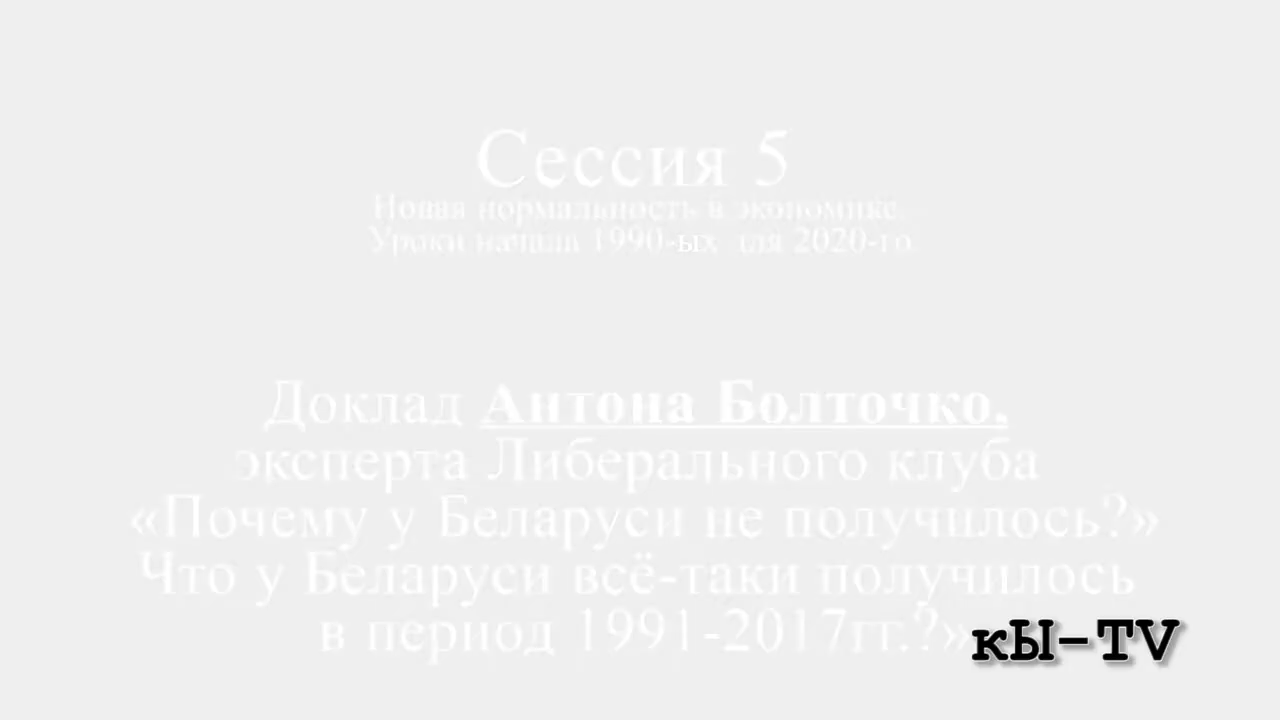 Сессия 5
Новая нормальность в экономике.
Уроки начала 1990-ых для 2020-го
Доклад Антона Болточко,
эксперта Либерального клуба
«Почему у Беларуси не получилось?»
Что у Беларуси всё-таки получилось
в период 1991-2017гг.?»
кЫ-TV